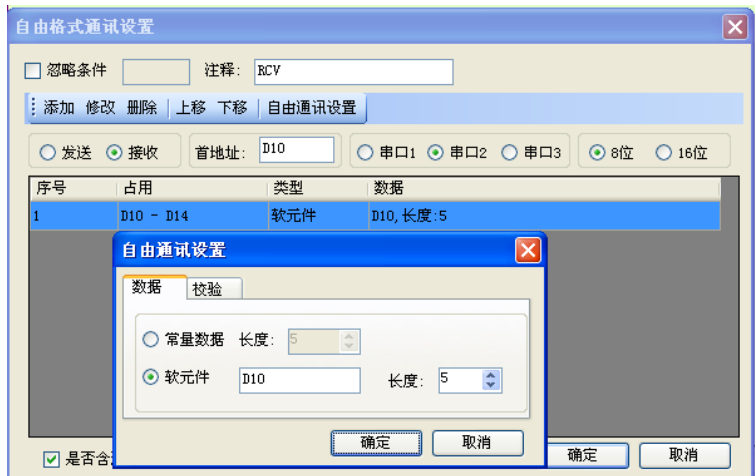 自由格式通讯设置
忽略条件 注释: RCV
添加 修改 删除 上移 下移 自由通讯设置
发送 接收 首地址: D10 串口1 串口2 串口3 8位 16位
序号 占用 类型 数据
1 D10 - D14 软元件 D10,长度:5
自由通讯设置
数据 校验
常量数据 长度: 5
软元件 D10 长度: 5
确定 取消
是否含 确定 取消